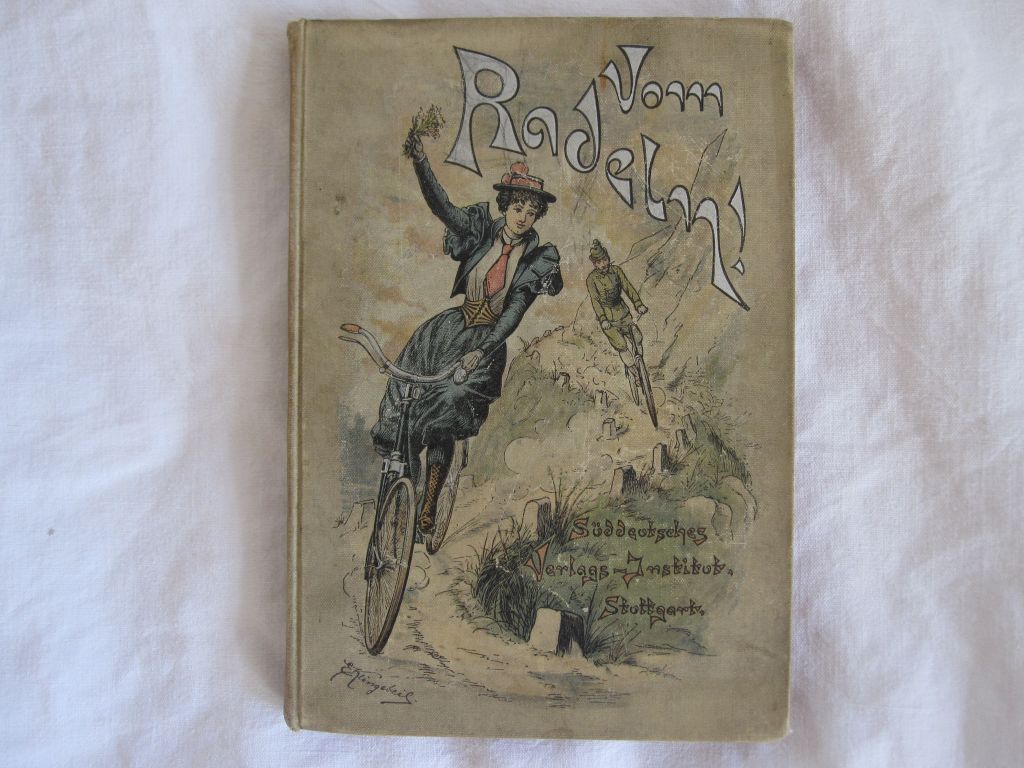 Vom
Radeln!
Süddeutsches
Verlags-Institut.
Stuttgart.